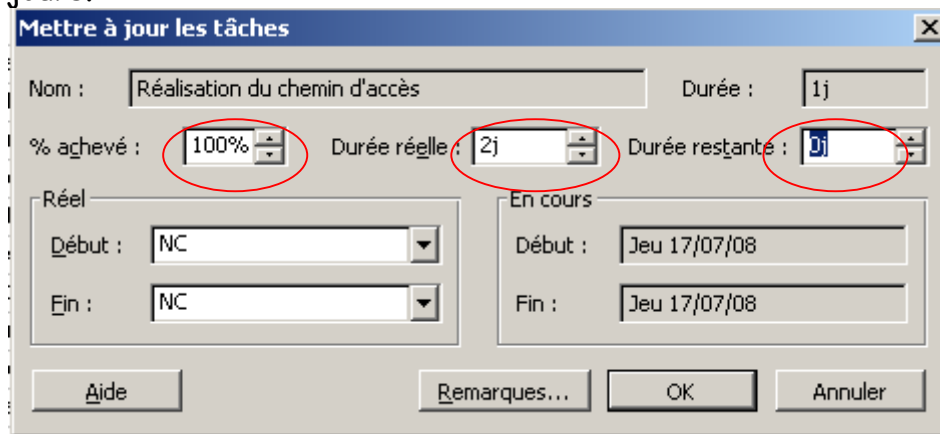 jours.
Mettre à jour les tâches
Nom : Réalisation du chemin d'accès Durée : 1j
% achevé : 100% Durée réelle : 2j Durée restante : 0j
Réel En cours
Début : NC Début : Jeu 17/07/08
Fin : NC Fin : Jeu 17/07/08
Aide Remarques... OK Annuler